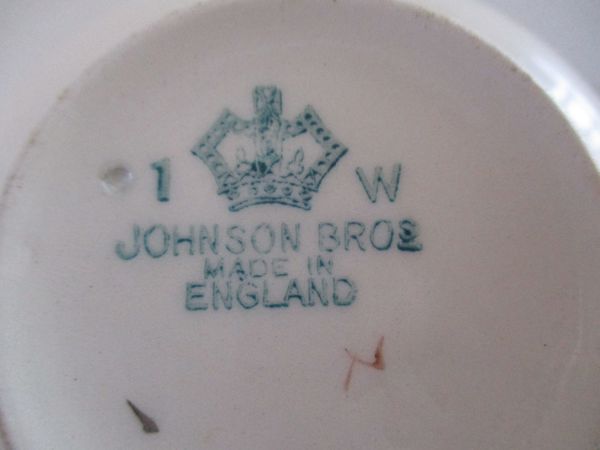 1 W
JOHNSON BROS
MADE IN
ENGLAND